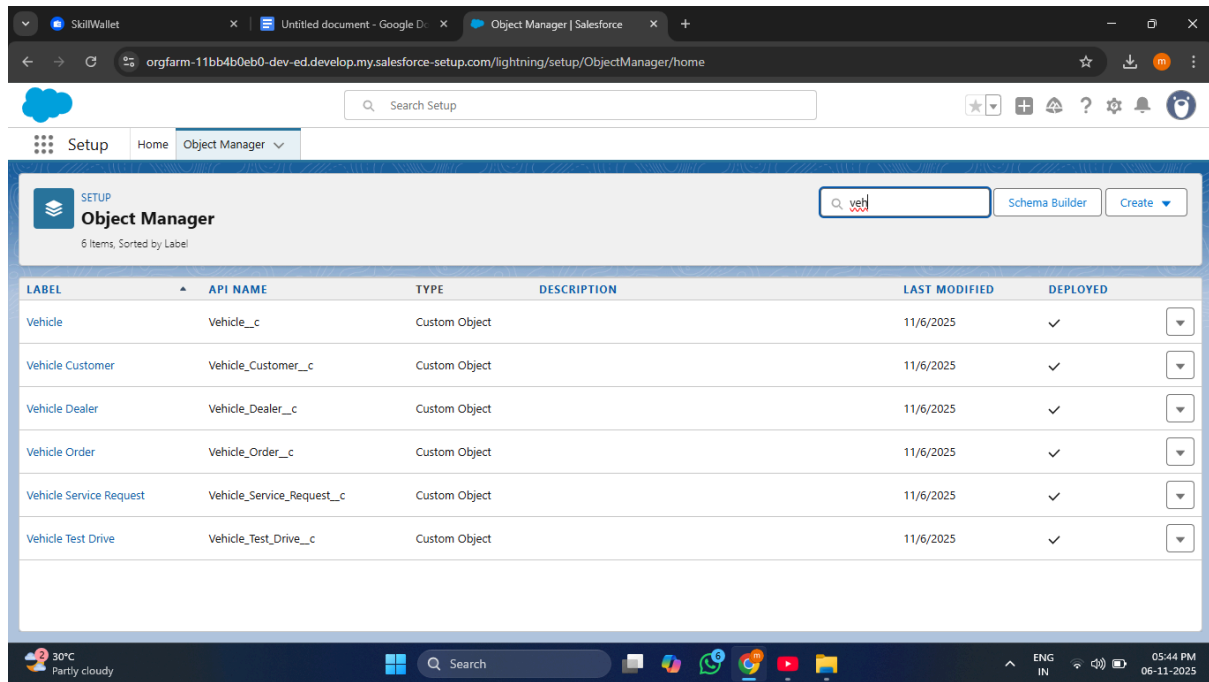 SkillWallet
Untitled document - Google Do
Object Manager | Salesforce
orgfarm-11bb4b0eb0-dev-ed.develop.my.salesforce-setup.com/lightning/setup/ObjectManager/home
m
Search Setup
Setup Home Object Manager
SETUP
Object Manager
6 Items, Sorted by Label
veh
Schema Builder
Create
LABEL API NAME TYPE DESCRIPTION LAST MODIFIED DEPLOYED
Vehicle Vehicle__c Custom Object 11/6/2025
Vehicle Customer Vehicle_Customer__c Custom Object 11/6/2025
Vehicle Dealer Vehicle_Dealer__c Custom Object 11/6/2025
Vehicle Order Vehicle_Order__c Custom Object 11/6/2025
Vehicle Service Request Vehicle_Service_Request__c Custom Object 11/6/2025
Vehicle Test Drive Vehicle_Test_Drive__c Custom Object 11/6/2025
2
30°C
Partly cloudy
Search
6
m
ENG
IN
05:44 PM
06-11-2025